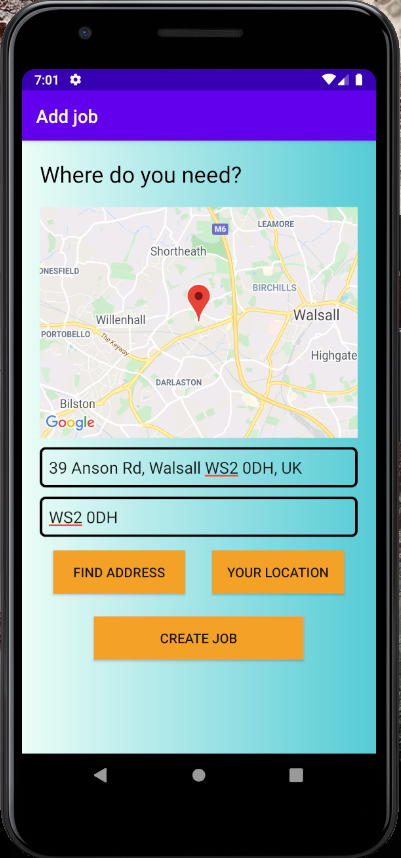 7:01
Add job
Where do you need?
M6
LEAMORE
Shortheath
ONESFIELD
BIRCHILLS
Willenhall
Walsall
PORTOBELLO
The Keyway
Highgate
DARLASTON
Bilston
Google
39 Anson Rd, Walsall WS2 0DH, UK
WS2 0DH
FIND ADDRESS YOUR LOCATION
CREATE JOB